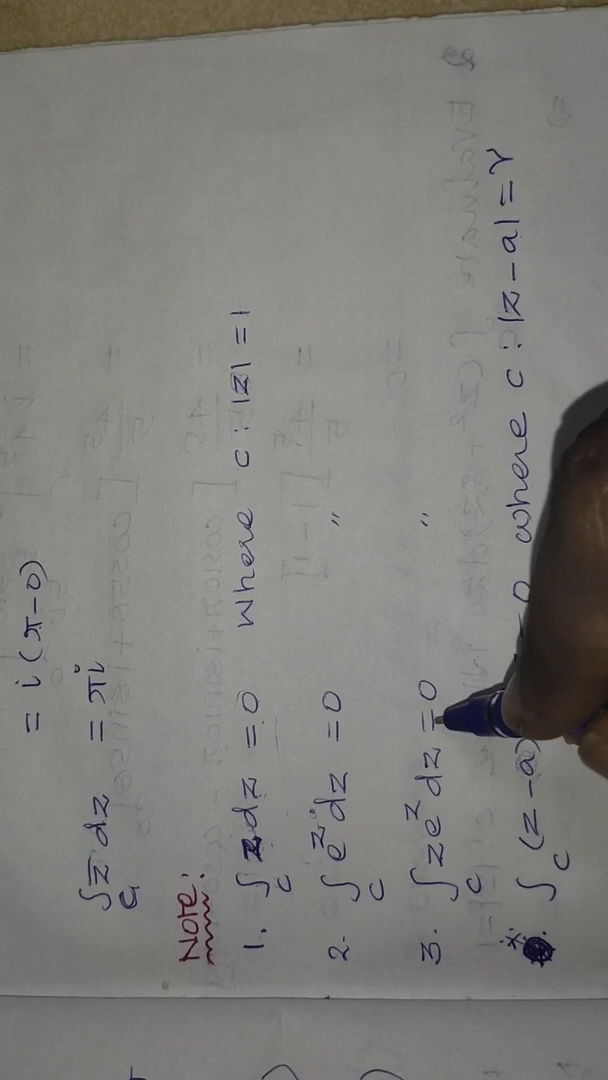 = i(π-0)
∫_C z̄ dz = πi
Note:
1. ∫_C z dz = 0 where c : |z| = 1
2. ∫_C e^z dz = 0 "
3. ∫_C z e^z dz = 0 "
* ∫_C (z-a) 0 where c : |z-a| = r